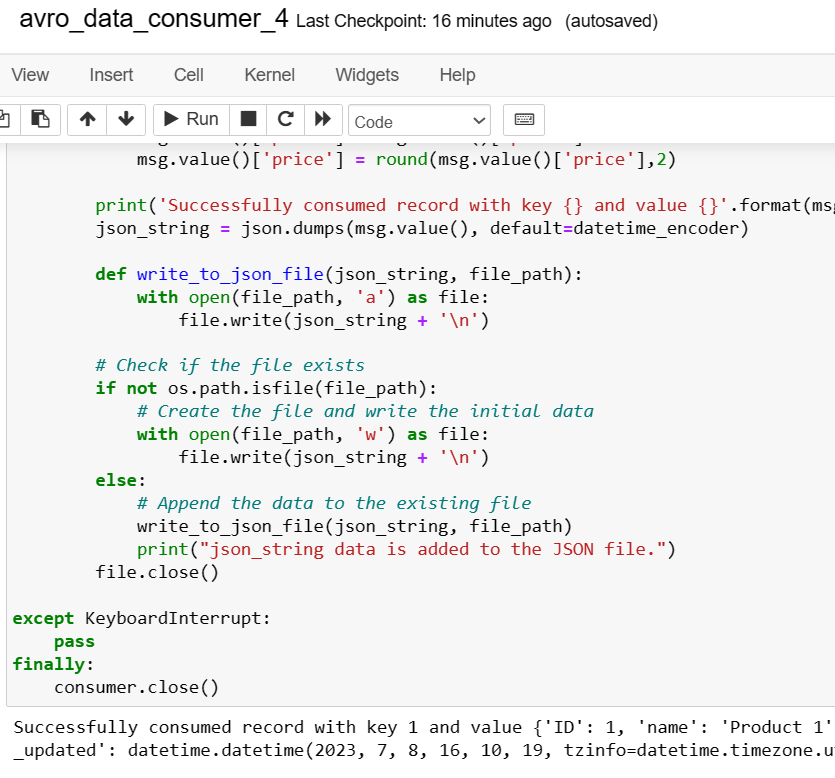 avro_data_consumer_4 Last Checkpoint: 16 minutes ago (autosaved)
View Insert Cell Kernel Widgets Help
Run Code
            msg.value()['price'] = round(msg.value()['price'],2)
        print('Successfully consumed record with key {} and value {}'.format(msg
        json_string = json.dumps(msg.value(), default=datetime_encoder)
        def write_to_json_file(json_string, file_path):
            with open(file_path, 'a') as file:
                file.write(json_string + '\n')
        # Check if the file exists
        if not os.path.isfile(file_path):
            # Create the file and write the initial data
            with open(file_path, 'w') as file:
                file.write(json_string + '\n')
        else:
            # Append the data to the existing file
            write_to_json_file(json_string, file_path)
            print("json_string data is added to the JSON file.")
        file.close()
except KeyboardInterrupt:
    pass
finally:
    consumer.close()
Successfully consumed record with key 1 and value {'ID': 1, 'name': 'Product 1'
_updated': datetime.datetime(2023, 7, 8, 16, 10, 19, tzinfo=datetime.timezone.u